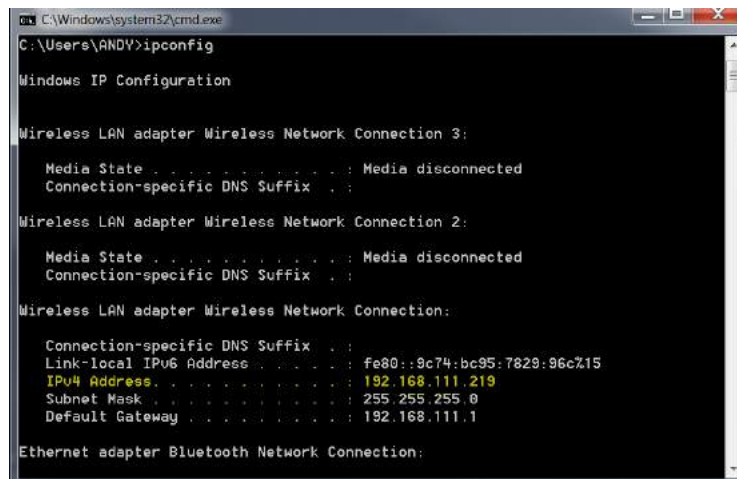 C:\Windows\system32\cmd.exe
C:\Users\ANDY>ipconfig
Windows IP Configuration
Wireless LAN adapter Wireless Network Connection 3:
Media State . . . . . . . . . . . : Media disconnected
Connection-specific DNS Suffix . :
Wireless LAN adapter Wireless Network Connection 2:
Media State . . . . . . . . . . . : Media disconnected
Connection-specific DNS Suffix . :
Wireless LAN adapter Wireless Network Connection:
Connection-specific DNS Suffix . :
Link-local IPv6 Address . . . . . : fe80::9c74:bc95:7829:96c%15
IPv4 Address. . . . . . . . . . . : 192.168.111.219
Subnet Mask . . . . . . . . . . . : 255.255.255.0
Default Gateway . . . . . . . . . : 192.168.111.1
Ethernet adapter Bluetooth Network Connection: